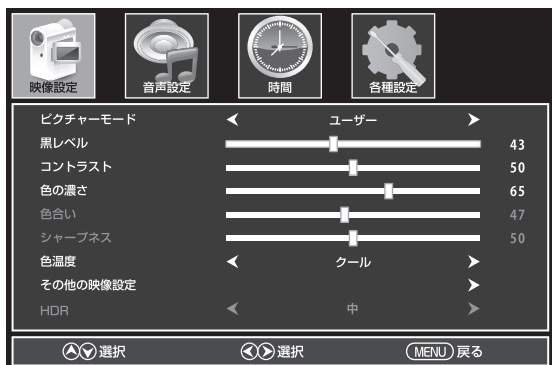 映像設定 音声設定 時間 各種設定
ピクチャーモード ユーザー
黒レベル 43
コントラスト 50
色の濃さ 65
色合い 47
シャープネス 50
色温度 クール
その他の映像設定
HDR 中
選択 選択 MENU 戻る